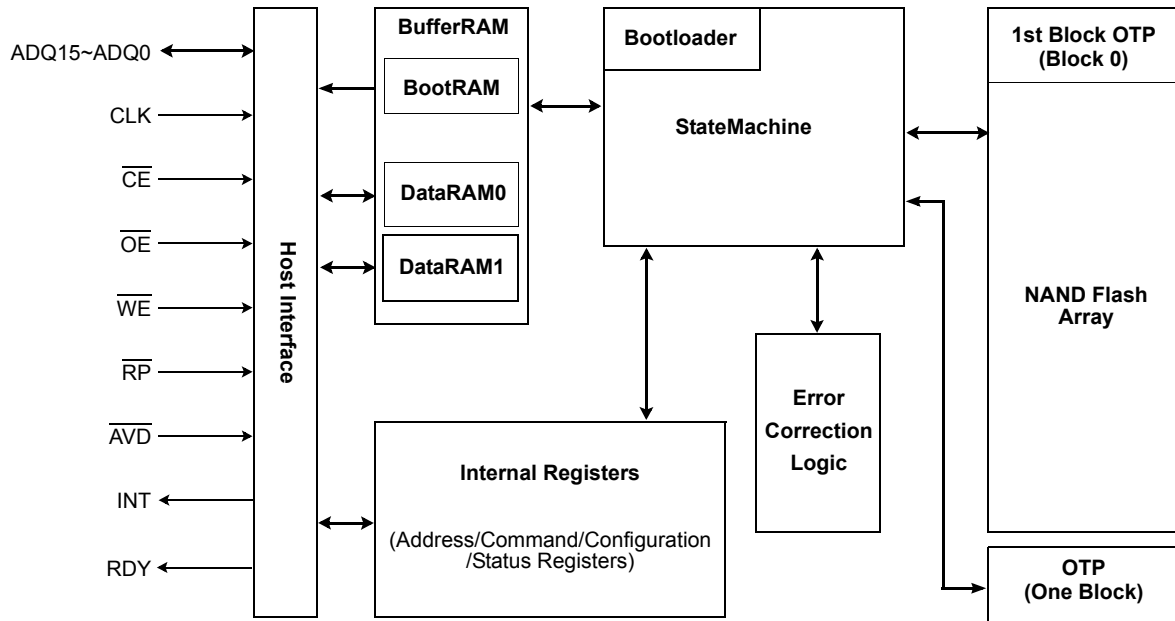 ADQ15~ADQ0
CLK
CE
OE
WE
RP
AVD
INT
RDY
Host Interface
BufferRAM
BootRAM
DataRAM0
DataRAM1
Internal Registers
(Address/Command/Configuration
/Status Registers)
Bootloader
StateMachine
Error
Correction
Logic
1st Block OTP
(Block 0)
NAND Flash
Array
OTP
(One Block)